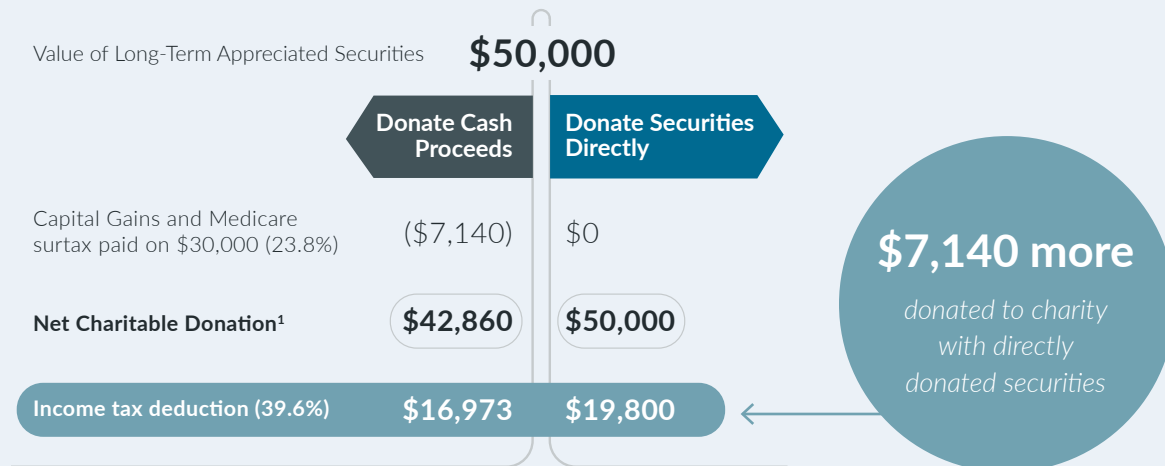 Value of Long-Term Appreciated Securities $50,000
Donate Cash
Proceeds
Donate Securities
Directly
Capital Gains and Medicare
surtax paid on $30,000 (23.8%) ($7,140) $0
Net Charitable Donation¹ $42,860 $50,000
Income tax deduction (39.6%) $16,973 $19,800
$7,140 more
donated to charity
with directly
donated securities